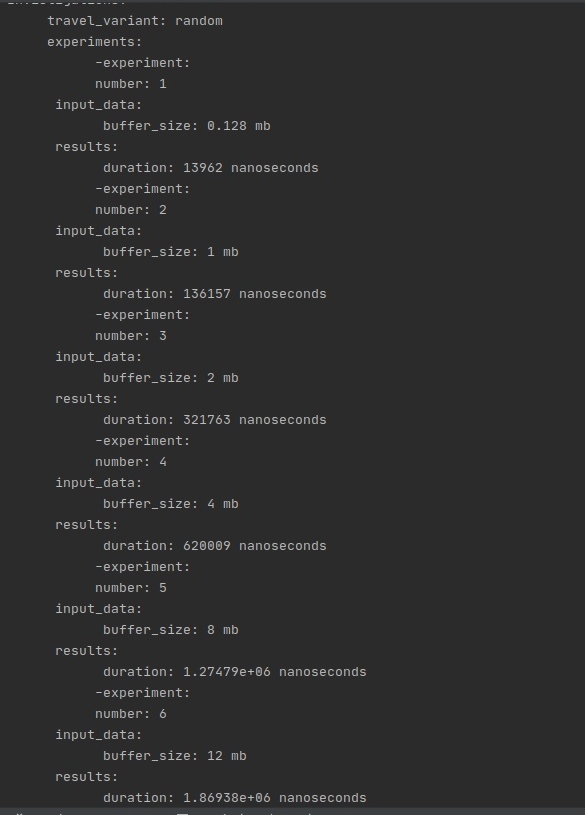 travel_variant: random
experiments:
-experiment:
number: 1
input_data:
buffer_size: 0.128 mb
results:
duration: 13962 nanoseconds
-experiment:
number: 2
input_data:
buffer_size: 1 mb
results:
duration: 136157 nanoseconds
-experiment:
number: 3
input_data:
buffer_size: 2 mb
results:
duration: 321763 nanoseconds
-experiment:
number: 4
input_data:
buffer_size: 4 mb
results:
duration: 620009 nanoseconds
-experiment:
number: 5
input_data:
buffer_size: 8 mb
results:
duration: 1.27479e+06 nanoseconds
-experiment:
number: 6
input_data:
buffer_size: 12 mb
results:
duration: 1.86938e+06 nanoseconds